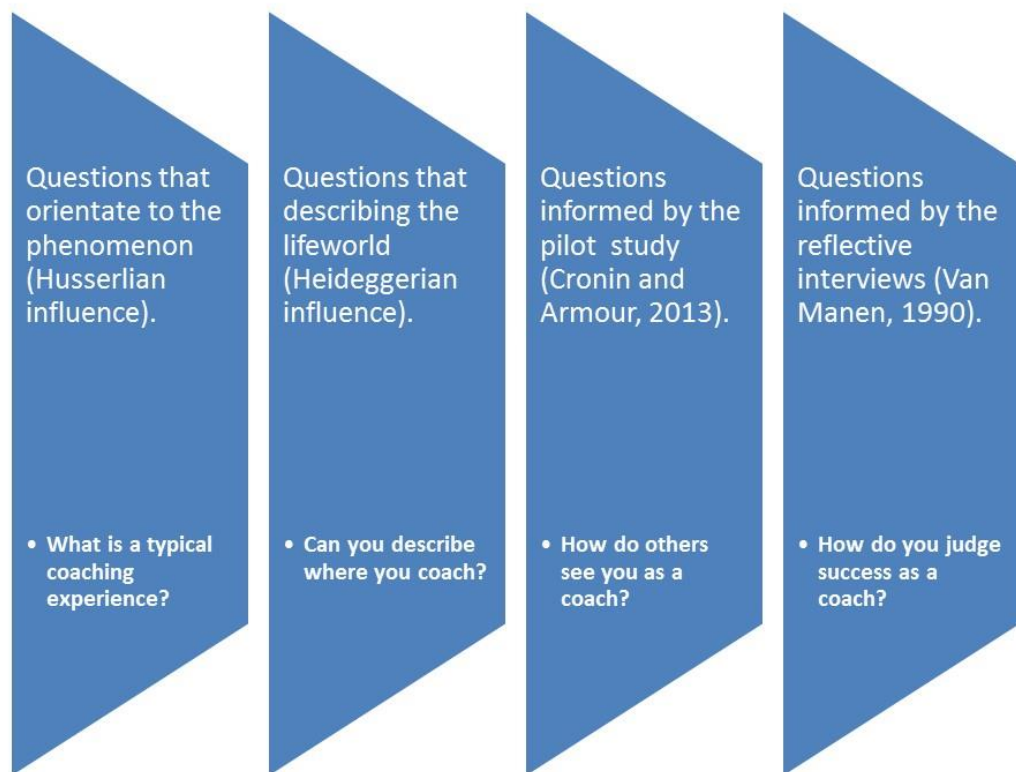 Questions that
orientate to the
phenomenon
(Husserlian
influence).
• What is a typical
coaching
experience?
Questions that
describing the
lifeworld
(Heideggerian
influence).
• Can you describe
where you coach?
Questions
informed by the
pilot study
(Cronin and
Armour, 2013).
• How do others
see you as a
coach?
Questions
informed by the
reflective
interviews (Van
Manen, 1990).
• How do you judge
success as a
coach?